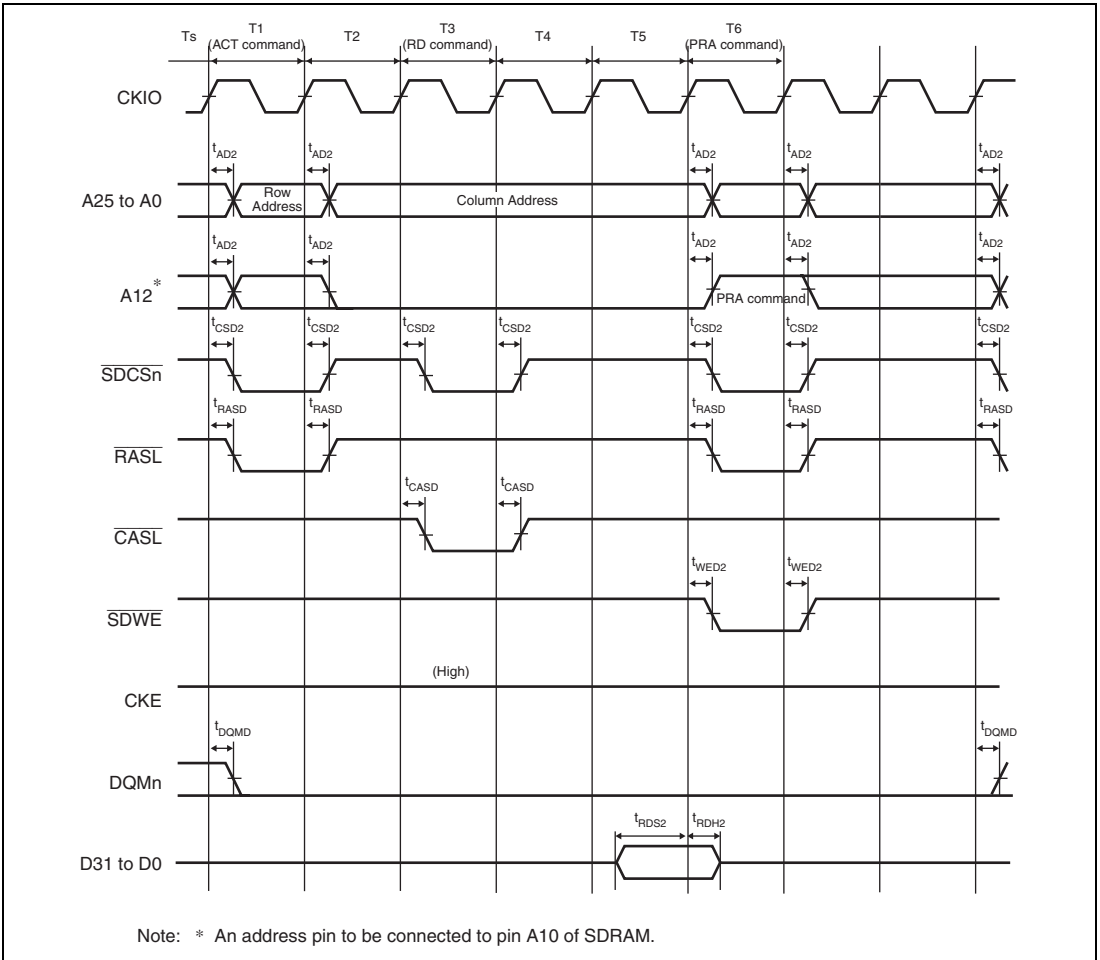 Ts T1 T2 T3 T4 T5 T6
(ACT command) (RD command) (PRA command)
CKIO
tAD2 tAD2 tAD2 tAD2 tAD2
A25 to A0 Row Address Column Address
tAD2 tAD2 tAD2 tAD2 tAD2
A12* PRA command
tCSD2 tCSD2 tCSD2 tCSD2 tCSD2 tCSD2 tCSD2
SDCSn
tRASD tRASD tRASD tRASD tRASD
RASL
tCASD tCASD
CASL
tWED2 tWED2
SDWE
(High)
CKE
tDQMD tDQMD
DQMn
tRDS2 tRDH2
D31 to D0
Note: * An address pin to be connected to pin A10 of SDRAM.